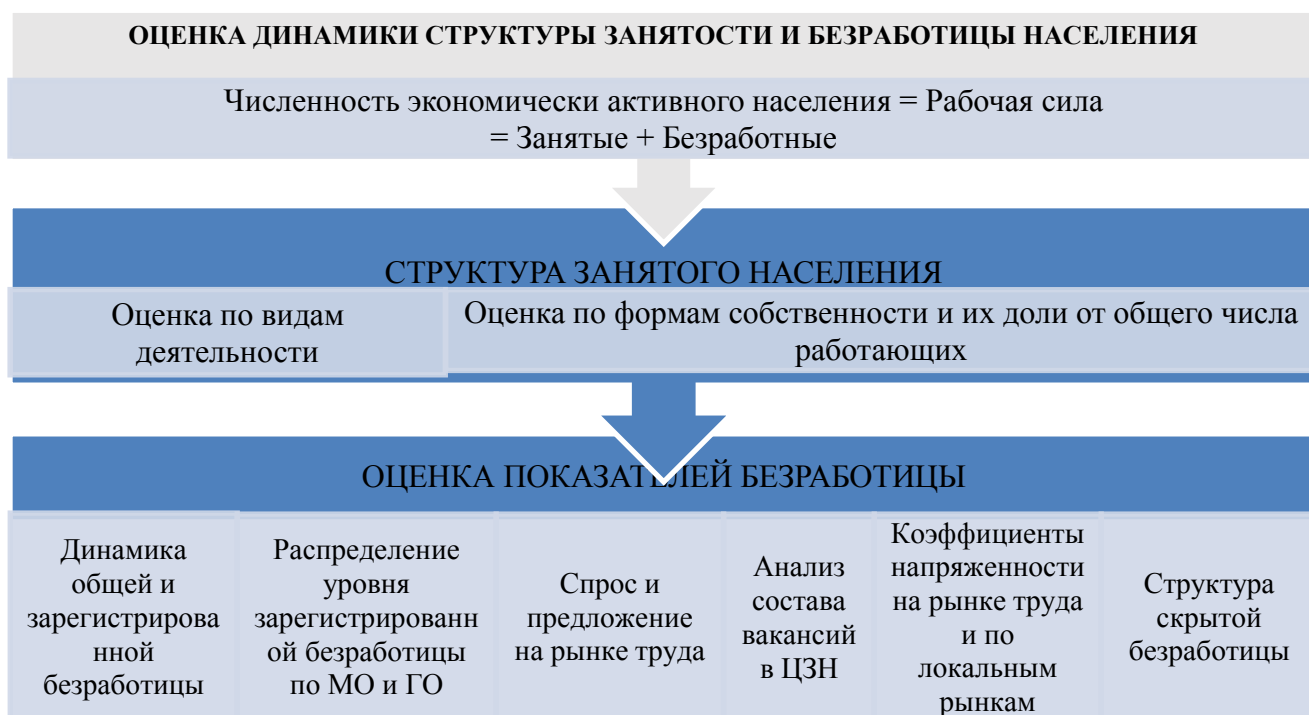 ОЦЕНКА ДИНАМИКИ СТРУКТУРЫ ЗАНЯТОСТИ И БЕЗРАБОТИЦЫ НАСЕЛЕНИЯ
Численность экономически активного населения = Рабочая сила
= Занятые + Безработные
СТРУКТУРА ЗАНЯТОГО НАСЕЛЕНИЯ
Оценка по видам
деятельности
Оценка по формам собственности и их доли от общего числа
работающих
ОЦЕНКА ПОКАЗАТЕЛЕЙ БЕЗРАБОТИЦЫ
Динамика
общей и
зарегистрирова
нной
безработицы
Распределение
уровня
зарегистрированн
ой безработицы
по МО и ГО
Спрос и
предложение
на рынке труда
Анализ
состава
вакансий
в ЦЗН
Коэффициенты
напряженности
на рынке труда
и по
локальным
рынкам
Структура
скрытой
безработицы